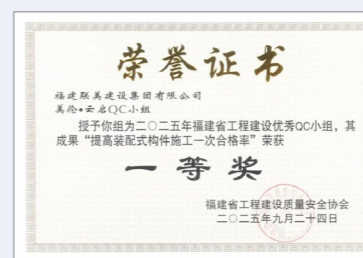 荣誉证书
福建联美建设集团有限公司
美伦•云启QC小组
授予你组为二〇二五年福建省工程建设优秀QC小组，其
成果“提高装配式构件施工一次合格率”荣获
一等奖
福建省工程建设质量安全协会
二〇二五年九月二十四日